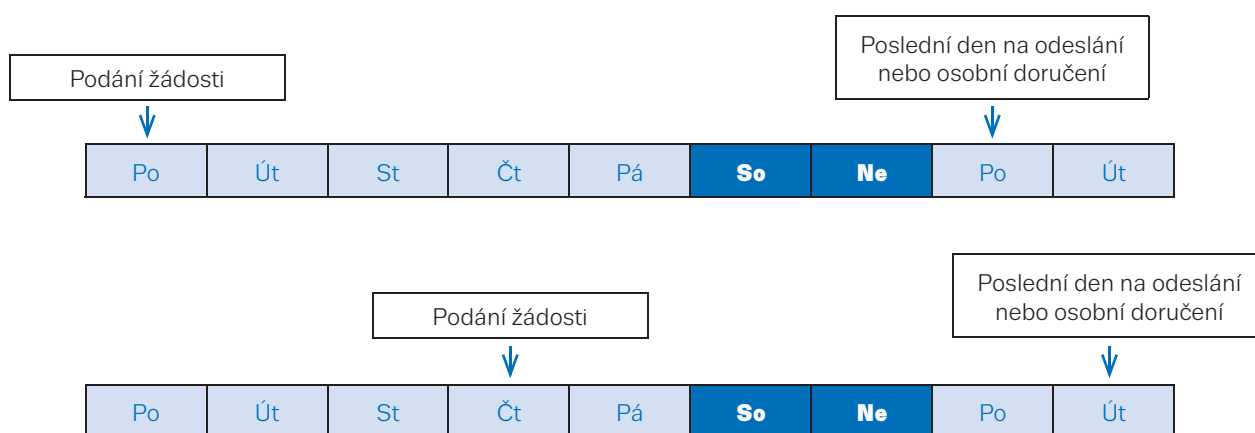 Poslední den na odeslání
nebo osobní doručení
Podání žádosti
Po Út St Čt Pá So Ne Po Út
Poslední den na odeslání
nebo osobní doručení
Podání žádosti
Po Út St Čt Pá So Ne Po Út